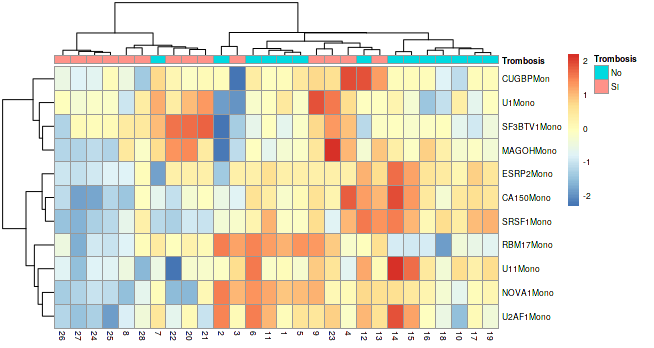 Trombosis
Trombosis
No
SI
2
1
0
-1
-2
CUGBPMon
U1Mono
SF3BTV1Mono
MAGOHMono
ESRP2Mono
CA150Mono
SRSF1Mono
RBM17Mono
U11Mono
NOVA1Mono
U2AF1Mono
26 27 24 25 8 28 7 22 20 21 2 3 6 11 1 5 9 23 4 12 13 14 15 16 18 10 17 19